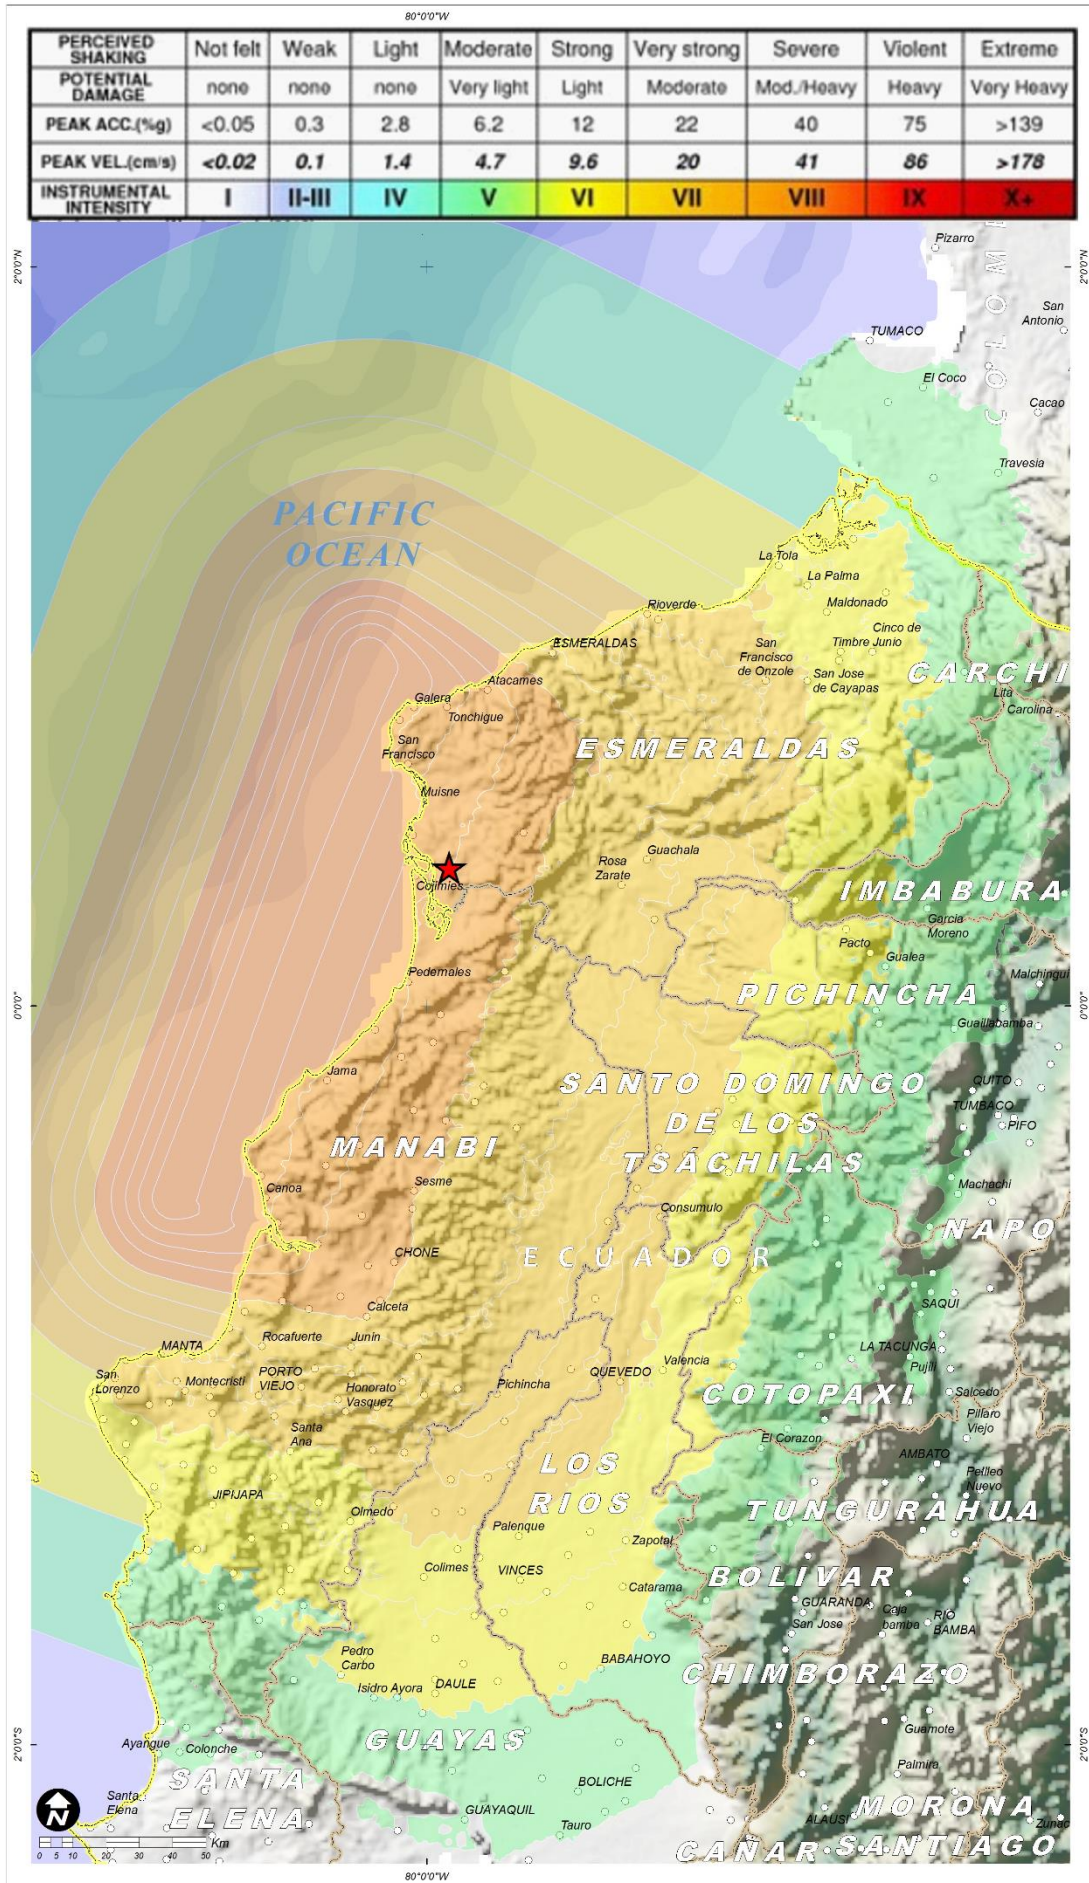 80°0'0"W
PERCEIVED SHAKING Not felt Weak Light Moderate Strong Very strong Severe Violent Extreme
POTENTIAL DAMAGE none none none Very light Light Moderate Mod./Heavy Heavy Very Heavy
PEAK ACC.(%g) <0.05 0.3 2.8 6.2 12 22 40 75 >139
PEAK VEL.(cm/s) <0.02 0.1 1.4 4.7 9.6 20 41 86 >178
INSTRUMENTAL INTENSITY I II-III IV V VI VII VIII IX X+
Pizarro
2°0'0"N
2°0'0"N
San Antonio
TUMACO
COLOM
El Coco
Cacao
Travesia
PACIFIC
OCEAN
La Tola
La Palma
Rioverde
Maldonado
Cinco de Junio
Timbre
ESMERALDAS
San Francisco de Onzole
San Jose de Cayapas
CARCHI
Atacames
Galera
Lita
Carolina
Tonchigue
San Francisco
ESMERALDAS
Muisne
Guachala
Rosa Zarate
Cojimies
IMBABURA
Garcia Moreno
Pacto
Gualea
Pedernales
Malchingui
PICHINCHA
0°0'0"
0°0'0"
Guaillabamba
Jama
SANTO DOMINGO
DE LOS
TSÁCHILAS
QUITO
TUMBACO
PIFO
MANABI
Canoa
Sesme
Machachi
Consumulo
NAPO
CHONE
ECUADOR
SAQUI
Calceta
MANTA
Rocafuerte
Junin
LA TACUNGA
Pujili
San Lorenzo
Montecristi
PORTO VIEJO
Honorato Vasquez
Pichincha
QUEVEDO
Valencia
COTOPAXI
Salcedo
Pillaro Viejo
Santa Ana
El Corazon
AMBATO
LOS
RIOS
Pelileo Nuevo
JIPIJAPA
Olmedo
TUNGURAHUA
Palenque
Zapotal
Colimes
VINCES
BOLIVAR
Catarama
GUARANDA
Caja bamba
RIO BAMBA
San Jose
Pedro Carbo
BABAHOYO
CHIMBORAZO
Isidro Ayora
DAULE
Guamote
2°0'0"S
2°0'0"S
Ayangue
Colonche
GUAYAS
Palmira
SANTA
ELENA
Santa Elena
BOLICHE
MORONA
SANTIAGO
GUAYAQUIL
Tauro
ALAUSI
Zunac
CAÑAR
N
0 5 10 20 30 40 50 Km
80°0'0"W